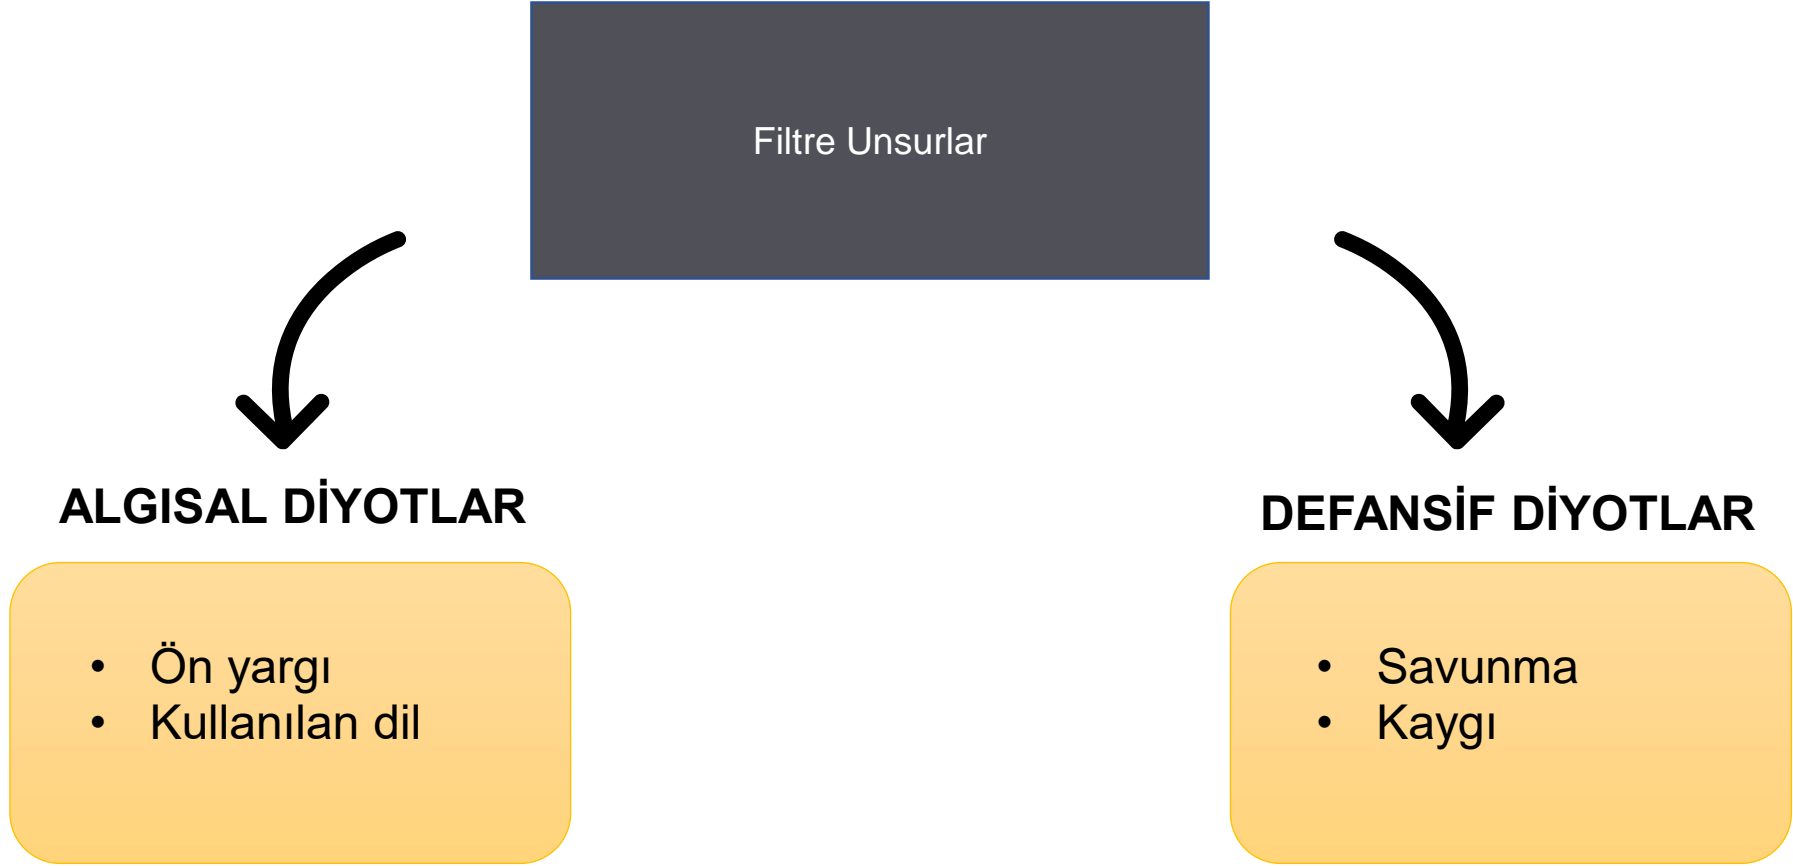 Filtre Unsurlar
ALGISAL DİYOTLAR
• Ön yargı
• Kullanılan dil
DEFANSİF DİYOTLAR
• Savunma
• Kaygı